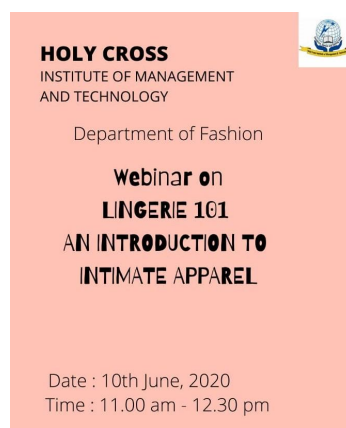 HOLY CROSS
INSTITUTE OF MANAGEMENT
AND TECHNOLOGY
Department of Fashion
Webinar on
LINGERIE 101
AN INTRODUCTION TO
INTIMATE APPAREL
Date : 10th June, 2020
Time : 11.00 am - 12.30 pm